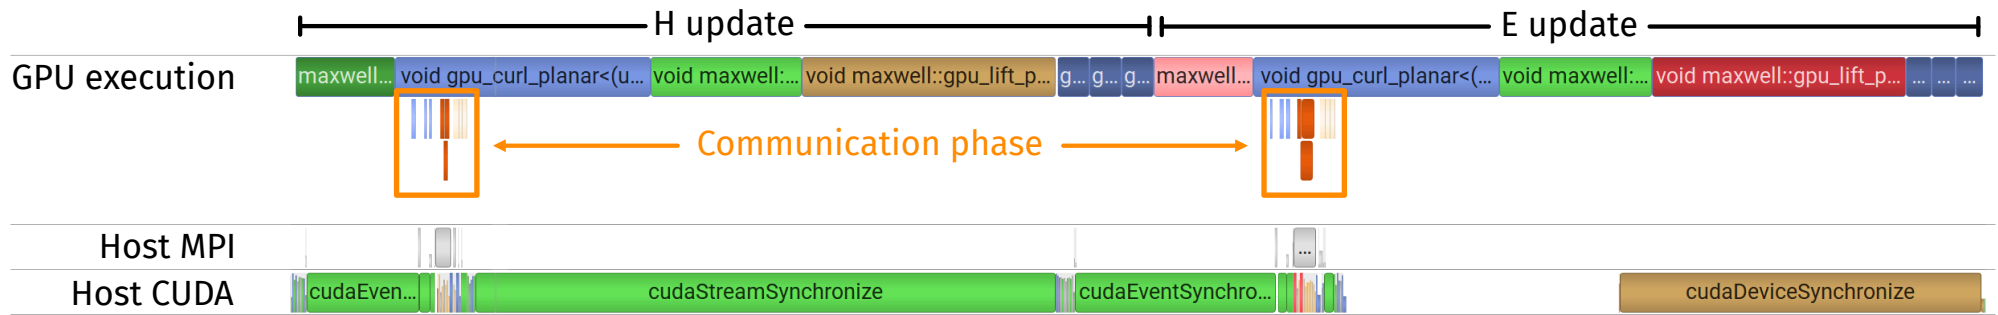 H update E update
GPU execution maxwell... void gpu_curl_planar<(u... void maxwell:... void maxwell::gpu_lift_p... g... g... g... maxwell... void gpu_curl_planar<(... void maxwell:... void maxwell::gpu_lift_p... ... ... ...
Communication phase
Host MPI ...
Host CUDA cudaEven... cudaStreamSynchronize cudaEventSynchro... cudaDeviceSynchronize